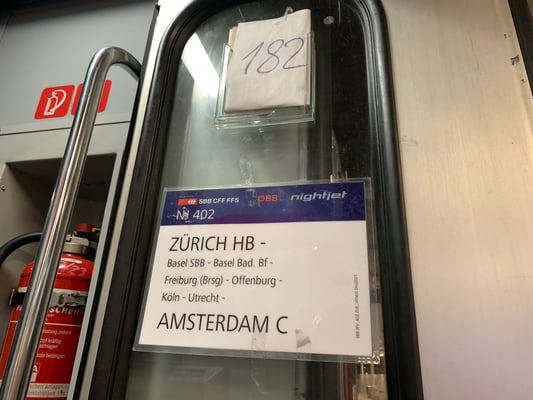 182
SBB CFF FFS ÖBB nightjet
NJ 402
ZÜRICH HB -
Basel SBB - Basel Bad. Bf -
Freiburg (Brsg) - Offenburg -
Köln - Utrecht -
AMSTERDAM C